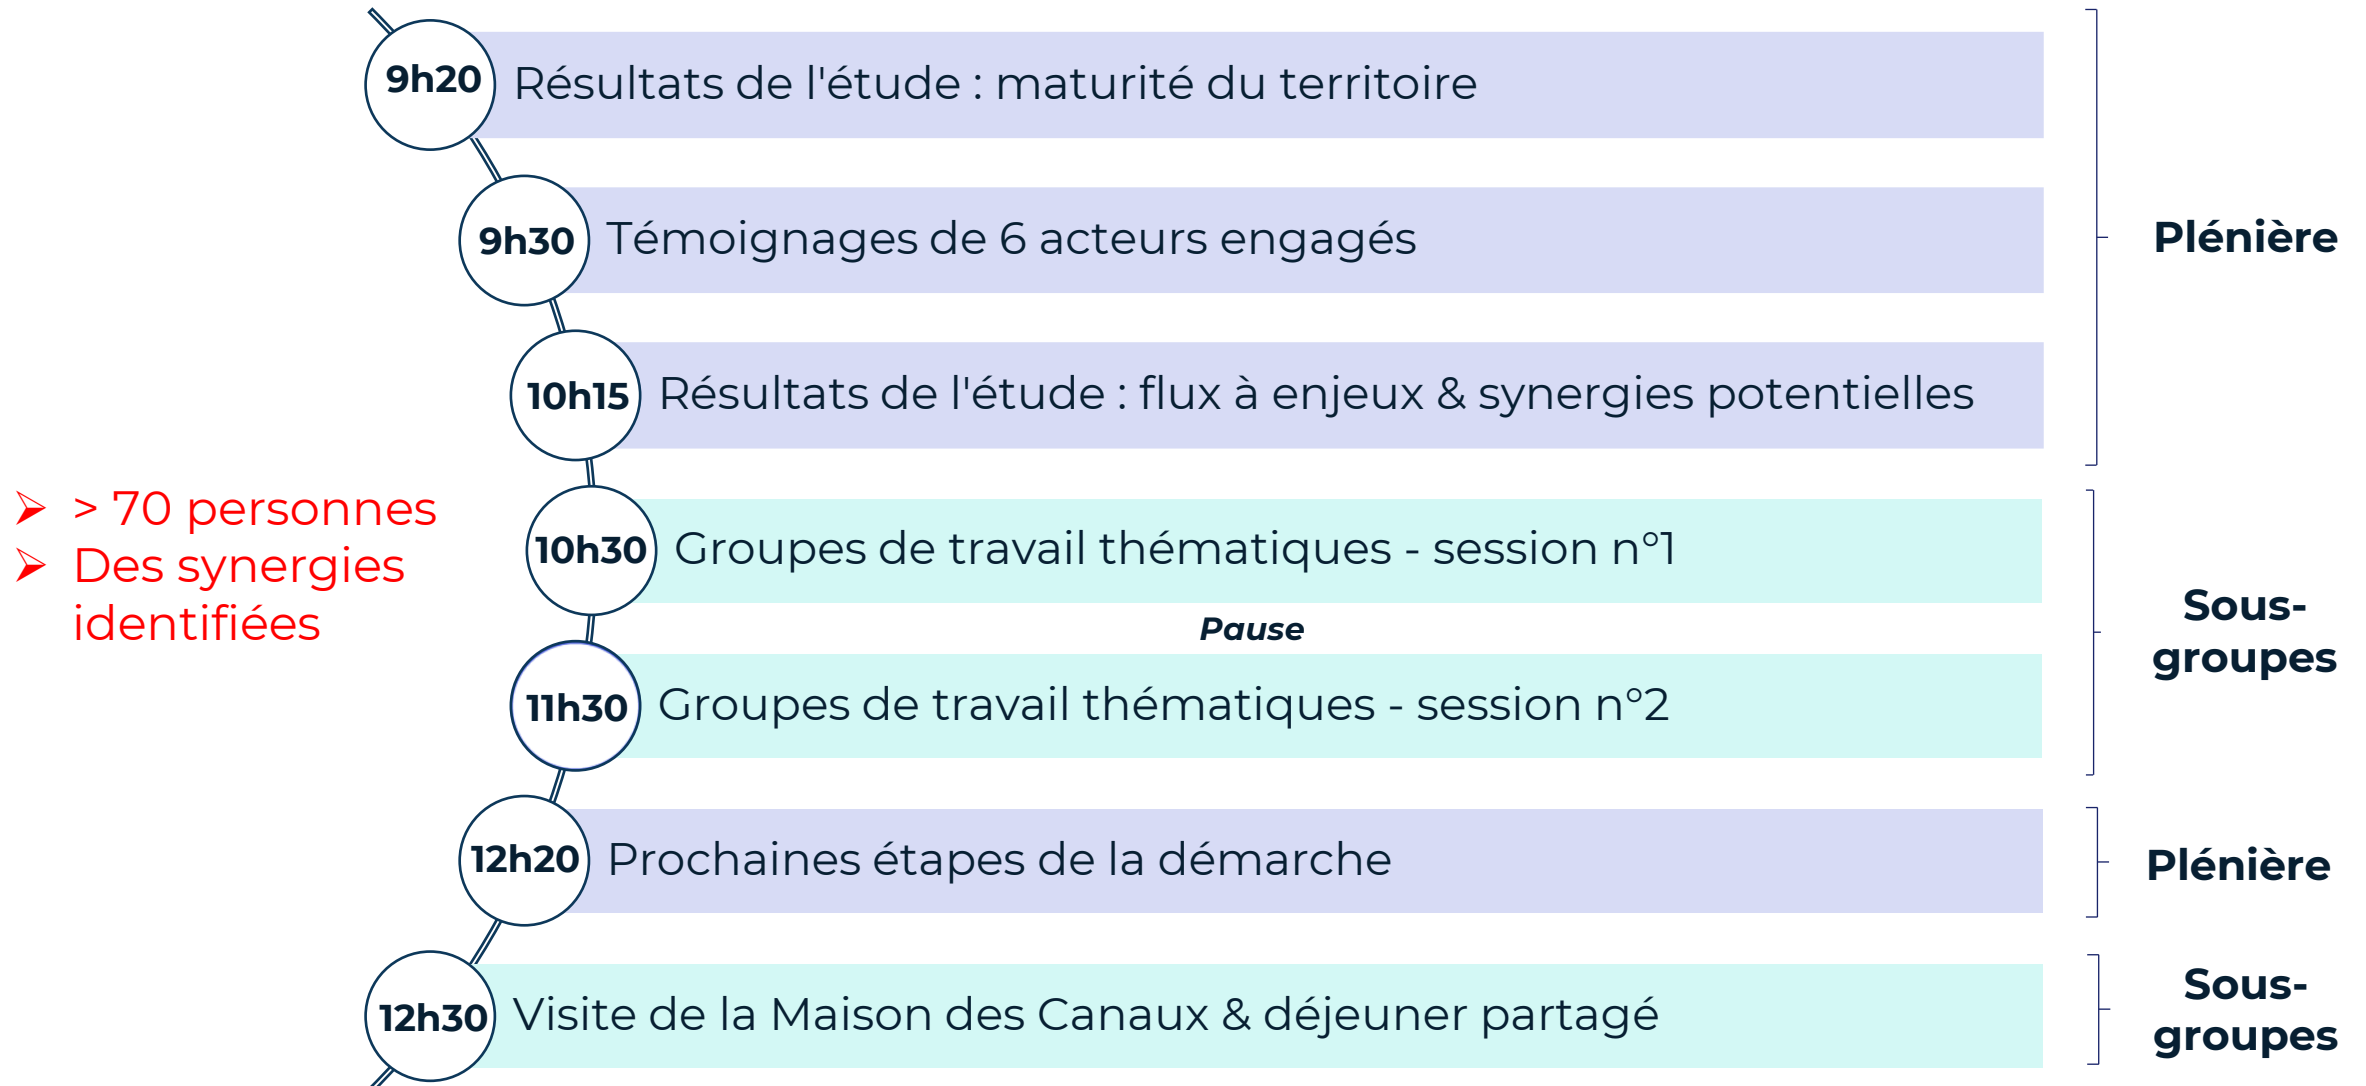 9h20 Résultats de l'étude : maturité du territoire
9h30 Témoignages de 6 acteurs engagés
Plénière
10h15 Résultats de l'étude : flux à enjeux & synergies potentielles
> 70 personnes
Des synergies
identifiées
10h30 Groupes de travail thématiques - session n°1
Pause
11h30 Groupes de travail thématiques - session n°2
Sous-
groupes
12h20 Prochaines étapes de la démarche
Plénière
12h30 Visite de la Maison des Canaux & déjeuner partagé
Sous-
groupes